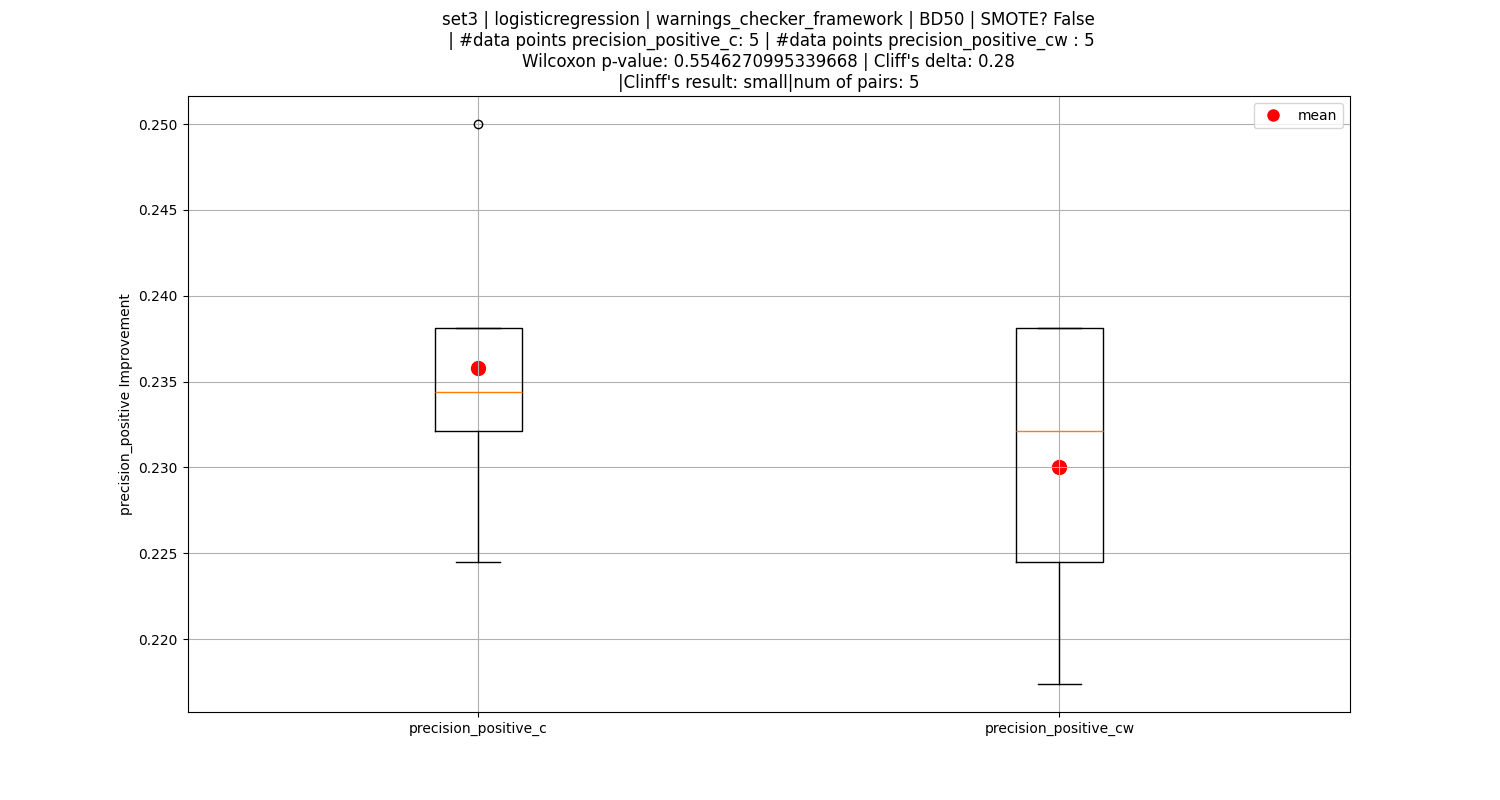 set3 | logisticregression | warnings_checker_framework | BD50 | SMOTE? False
| #data points precision_positive_c: 5 | #data points precision_positive_cw : 5
Wilcoxon p-value: 0.5546270995339668 | Cliff's delta: 0.28
|Clinff's result: small|num of pairs: 5
mean
0.250
0.245
0.240
0.235
0.230
0.225
0.220
precision_positive Improvement
precision_positive_c
precision_positive_cw